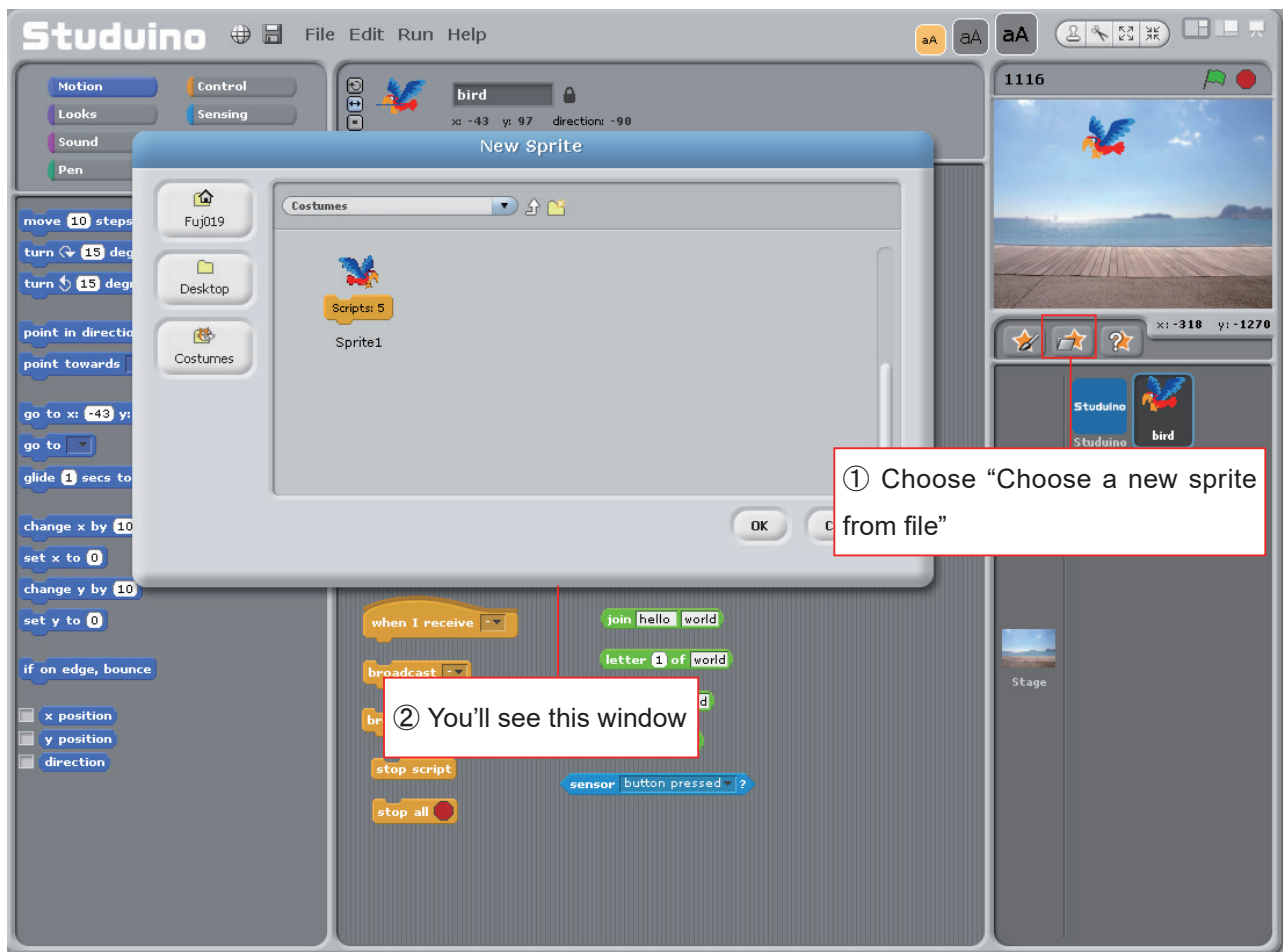 Studuino File Edit Run Help aA aA aA
Motion Control
Looks Sensing
Sound
Pen
bird
x: -43 y: 97 direction: -90
1116
New Sprite
Fuj019
Desktop
Costumes
Costumes
Scripts: 5
Sprite1
OK C
move 10 steps
turn 15 deg
turn 15 degr
point in directio
point towards
go to x: -43 y:
go to
glide 1 secs to
change x by 10
set x to 0
change y by 10
set y to 0
if on edge, bounce
x position
y position
direction
when I receive
broadcast
br
stop script
stop all
join hello world
letter 1 of world
d
sensor button pressed ?
② You’ll see this window
x: -318 y: -1270
Studuino
Studuino bird
① Choose “Choose a new sprite
from file”
Stage